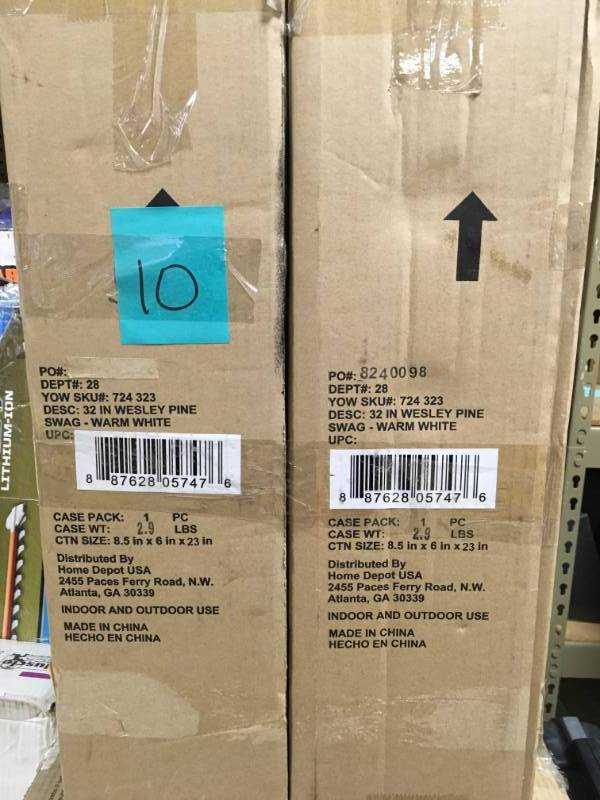 10
PO#:
DEPT#: 28
YOW SKU#: 724 323
DESC: 32 IN WESLEY PINE
SWAG - WARM WHITE
UPC:
8 87628 05747 6
CASE PACK: 1 PC
CASE WT: 2.9 LBS
CTN SIZE: 8.5 in x 6 in x 23 in
Distributed By
Home Depot USA
2455 Paces Ferry Road, N.W.
Atlanta, GA 30339
INDOOR AND OUTDOOR USE
MADE IN CHINA
HECHO EN CHINA
PO#: 8240098
DEPT#: 28
YOW SKU#: 724 323
DESC: 32 IN WESLEY PINE
SWAG - WARM WHITE
UPC:
8 87628 05747 6
CASE PACK: 1 PC
CASE WT: 2.9 LBS
CTN SIZE: 8.5 in x 6 in x 23 in
Distributed By
Home Depot USA
2455 Paces Ferry Road, N.W.
Atlanta, GA 30339
INDOOR AND OUTDOOR USE
MADE IN CHINA
HECHO EN CHINA
LITHIUM-ION